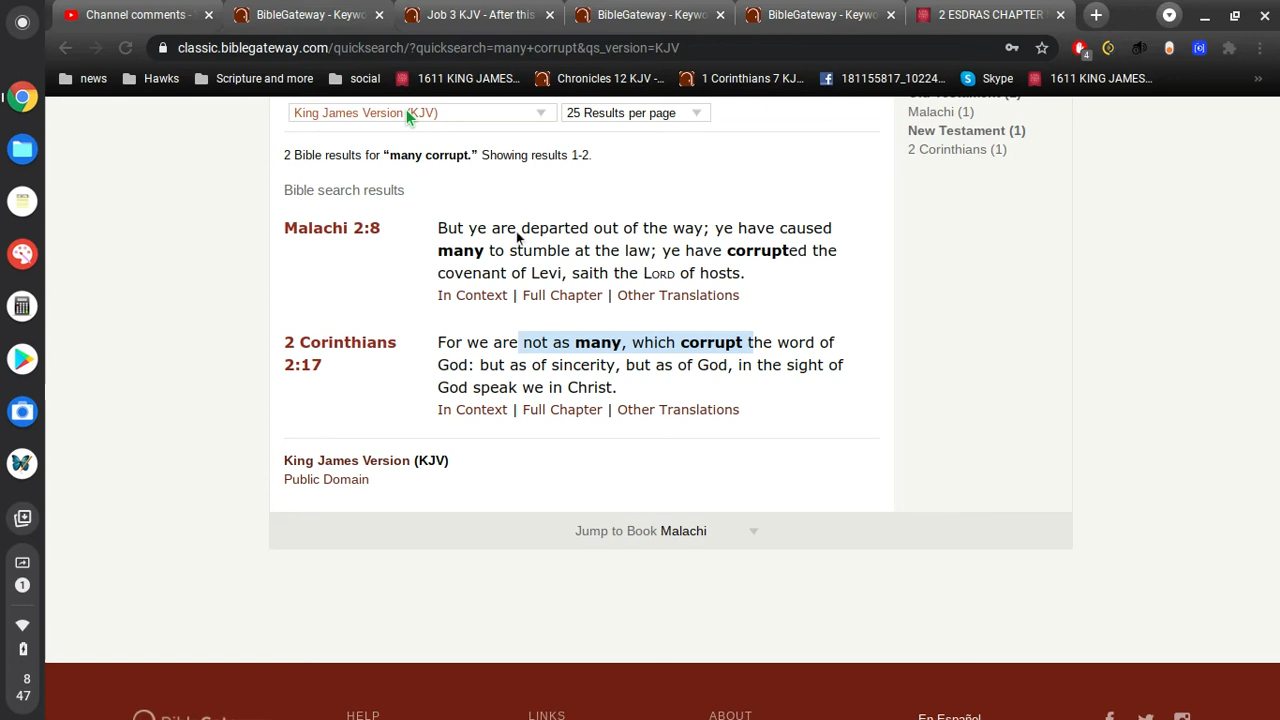 Channel comments -
BibleGateway - Keywo
Job 3 KJV - After this
BibleGateway - Keywo
BibleGateway - Keywo
2 ESDRAS CHAPTER
classic.biblegateway.com/quicksearch/?quicksearch=many+corrupt&qs_version=KJV
4
news
Hawks
Scripture and more
social
1611 KING JAMES...
Chronicles 12 KJV -...
1 Corinthians 7 KJ...
181155817_10224...
Skype
1611 KING JAMES...
»
King James Version (KJV)
25 Results per page
Malachi (1)
New Testament (1)
2 Corinthians (1)
2 Bible results for “many corrupt.” Showing results 1-2.
Bible search results
Malachi 2:8
But ye are departed out of the way; ye have caused
many to stumble at the law; ye have corrupted the
covenant of Levi, saith the LORD of hosts.
In Context | Full Chapter | Other Translations
2 Corinthians
2:17
For we are not as many, which corrupt the word of
God: but as of sincerity, but as of God, in the sight of
God speak we in Christ.
In Context | Full Chapter | Other Translations
King James Version (KJV)
Public Domain
Jump to Book Malachi
HELP
LINKS
ABOUT
En Español
1
8
47